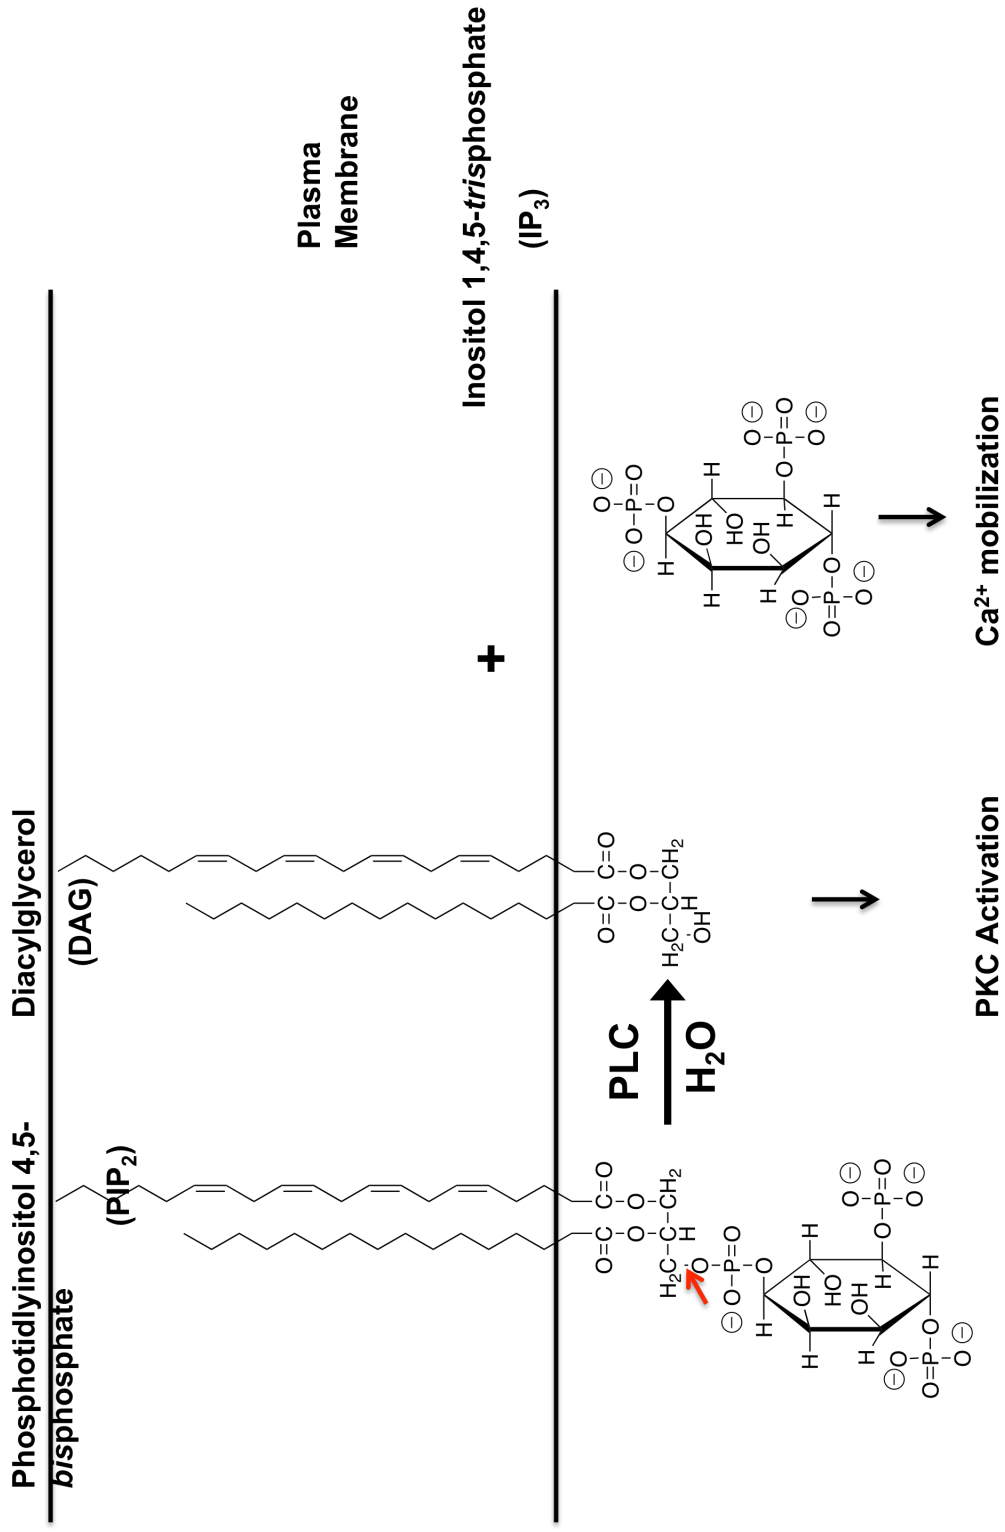 Phosphotidlyinositol 4,5-
bisphosphate
(PIP₂)
Diacylglycerol
(DAG)
Plasma
Membrane
Inositol 1,4,5-trisphosphate
(IP₃)
+
PLC
H₂O
PKC Activation
Ca²⁺ mobilization